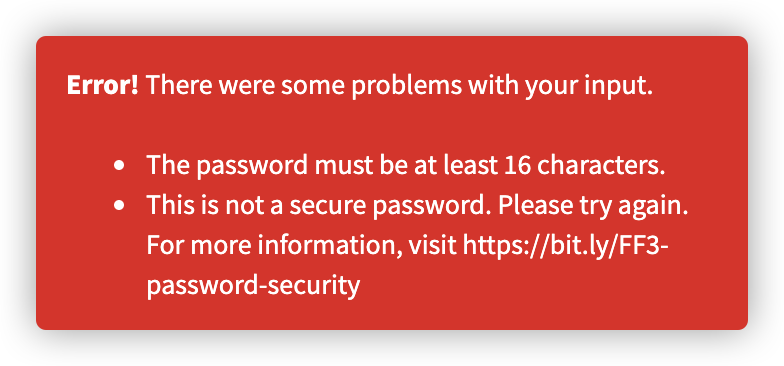 Error! There were some problems with your input.
The password must be at least 16 characters.
This is not a secure password. Please try again.
For more information, visit https://bit.ly/FF3-
password-security